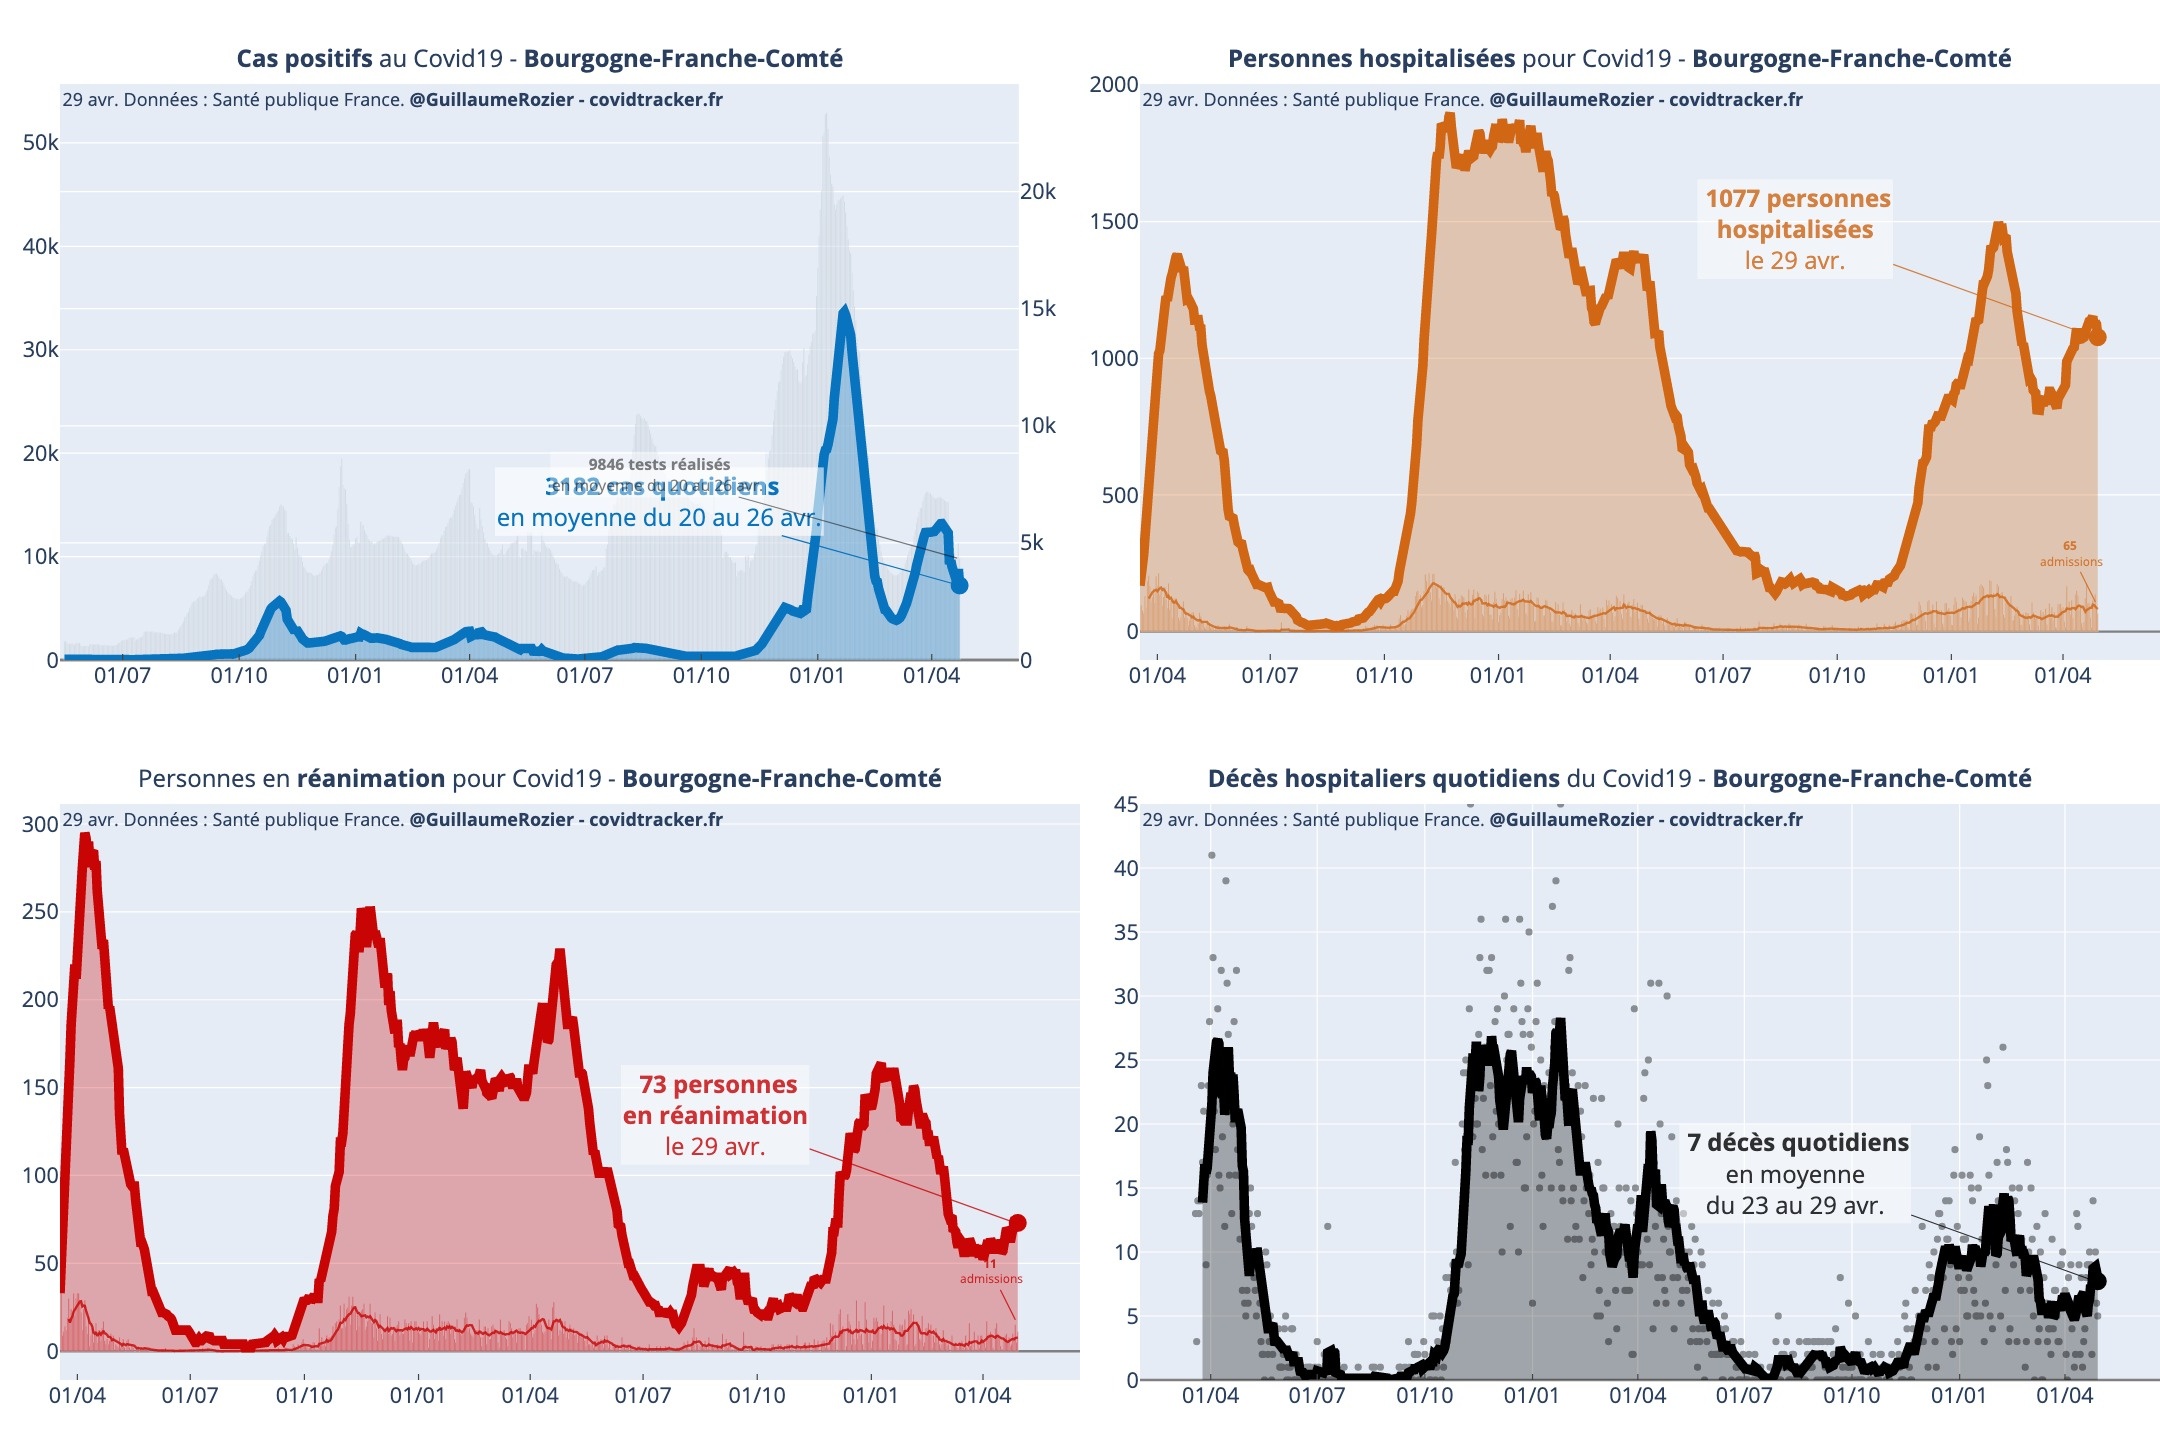 Cas positifs au Covid19 - Bourgogne-Franche-Comté
29 avr. Données : Santé publique France. @GuillaumeRozier - covidtracker.fr
50k
40k
30k
20k
10k
0
20k
15k
10k
5k
0
9846 tests réalisés
en moyenne du 20 au 26 avr.
3182 cas quotidiens
en moyenne du 20 au 26 avr.
01/07 01/10 01/01 01/04 01/07 01/10 01/01 01/04
Personnes hospitalisées pour Covid19 - Bourgogne-Franche-Comté
29 avr. Données : Santé publique France. @GuillaumeRozier - covidtracker.fr
2000
1500
1000
500
0
1077 personnes
hospitalisées
le 29 avr.
65
admissions
01/04 01/07 01/10 01/01 01/04 01/07 01/10 01/01 01/04
Personnes en réanimation pour Covid19 - Bourgogne-Franche-Comté
29 avr. Données : Santé publique France. @GuillaumeRozier - covidtracker.fr
300
250
200
150
100
50
0
73 personnes
en réanimation
le 29 avr.
11
admissions
01/04 01/07 01/10 01/01 01/04 01/07 01/10 01/01 01/04
Décès hospitaliers quotidiens du Covid19 - Bourgogne-Franche-Comté
29 avr. Données : Santé publique France. @GuillaumeRozier - covidtracker.fr
45
40
35
30
25
20
15
10
5
0
7 décès quotidiens
en moyenne
du 23 au 29 avr.
01/04 01/07 01/10 01/01 01/04 01/07 01/10 01/01 01/04